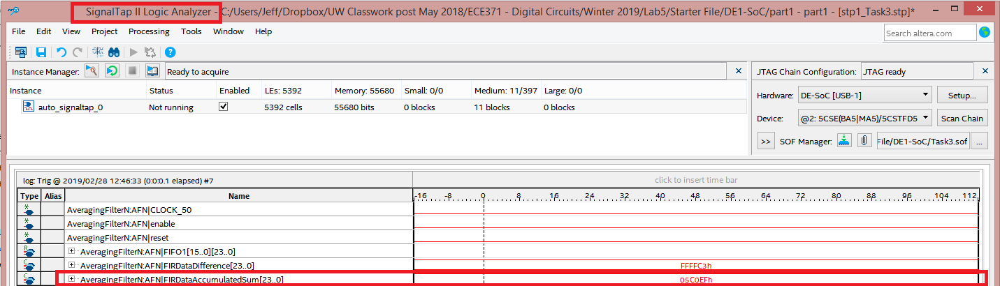 SignalTap II Logic Analyzer - C:/Users/Jeff/Dropbox/UW Classwork post May 2018/ECE371 - Digital Circuits/Winter 2019/Lab5/Starter File/DE1-SoC/part1 - part1 - [stp1_Task3.stp]*
File Edit View Project Processing Tools Window Help
Search altera.com
Instance Manager: Ready to acquire
JTAG Chain Configuration: JTAG ready
Instance Status Enabled LEs: 5392 Memory: 55680 Small: 0/0 Medium: 11/397 Large: 0/0
auto_signaltap_0 Not running 5392 cells 55680 bits 0 blocks 11 blocks 0 blocks
Hardware: DE-SoC [USB-1] Setup...
Device: @2: 5CSE(BA5|MA5)/5CSTFD5 Scan Chain
>> SOF Manager: File/DE1-SoC/Task3.sof ...
log: Trig @ 2019/02/28 12:46:33 (0:0:0.1 elapsed) #7
click to insert time bar
Type Alias Name -16 -8 0 8 16 24 32 40 48 56 64 72 80 88 96 104 112
AveragingFilterN:AFN|CLOCK_50
AveragingFilterN:AFN|enable
AveragingFilterN:AFN|reset
AveragingFilterN:AFN|FIFO1[15..0][23..0]
AveragingFilterN:AFN|FIRDataDifference[23..0] FFFFC3h
AveragingFilterN:AFN|FIRDataAccumulatedSum[23..0] 05C0EFh